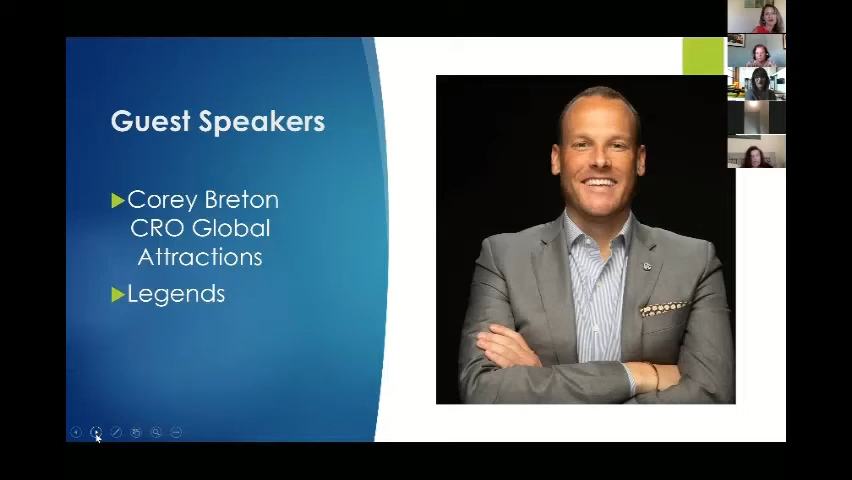 Guest Speakers
Corey Breton
CRO Global
Attractions
Legends